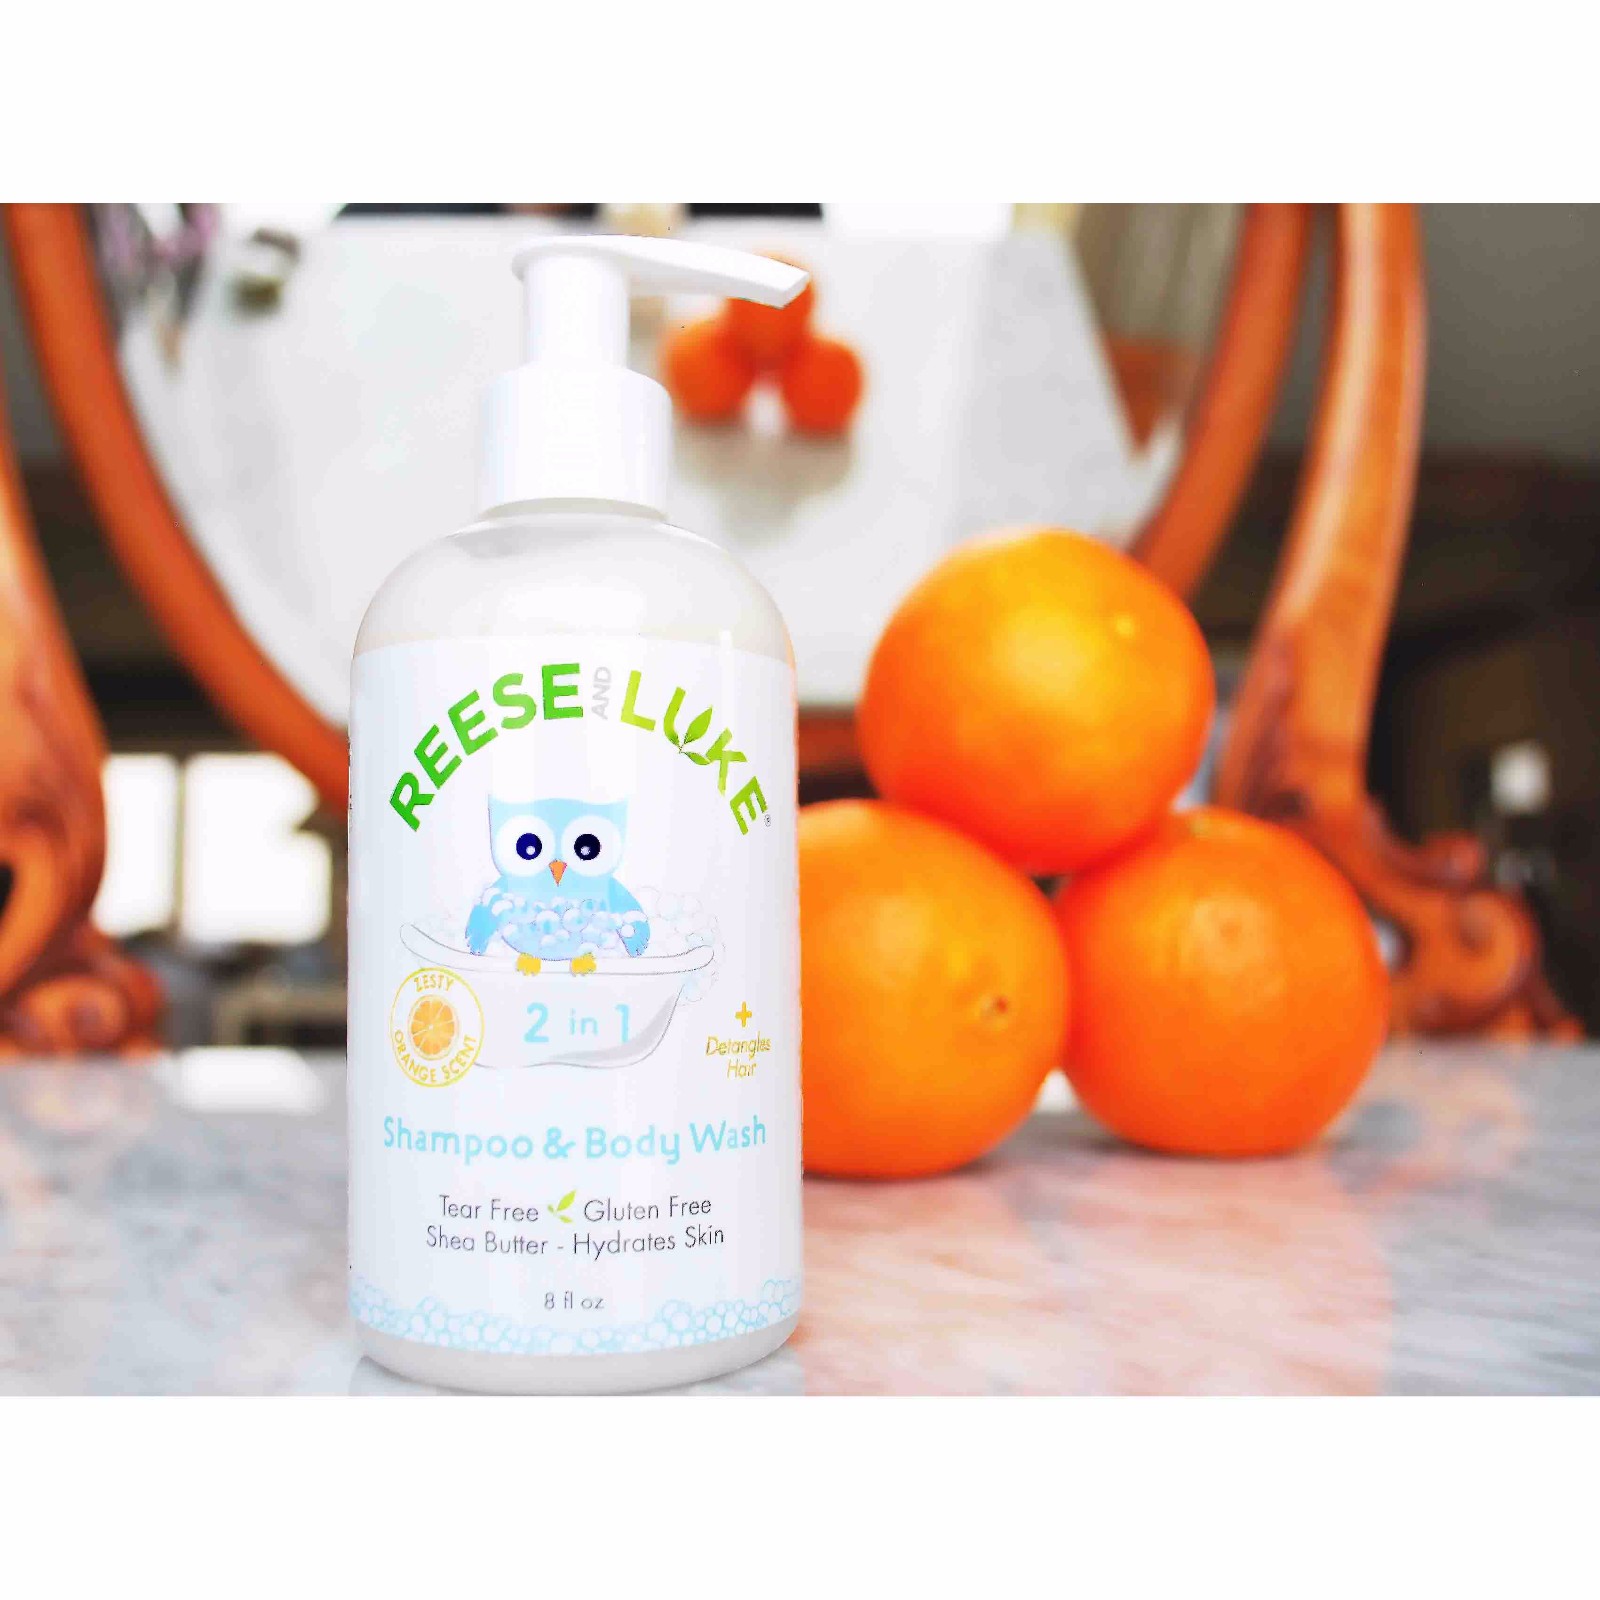 REESE AND LUKE®
ZESTY
ORANGE SCENT
2 in 1
+
Detangles
Hair
Shampoo & Body Wash
Tear Free Gluten Free
Shea Butter - Hydrates Skin
8 fl oz